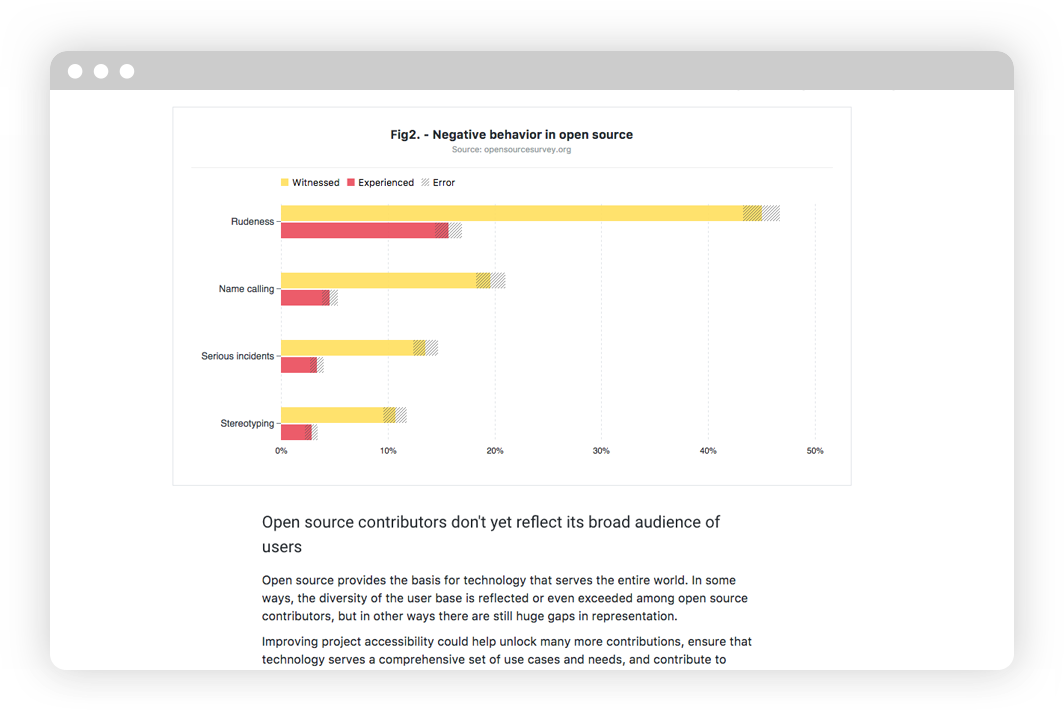 Fig2. - Negative behavior in open source
Source: opensourcesurvey.org
Witnessed Experienced Error
Rudeness
Name calling
Serious incidents
Stereotyping
0% 10% 20% 30% 40% 50%
Open source contributors don't yet reflect its broad audience of
users
Open source provides the basis for technology that serves the entire world. In some
ways, the diversity of the user base is reflected or even exceeded among open source
contributors, but in other ways there are still huge gaps in representation.
Improving project accessibility could help unlock many more contributions, ensure that
technology serves a comprehensive set of use cases and needs, and contribute to